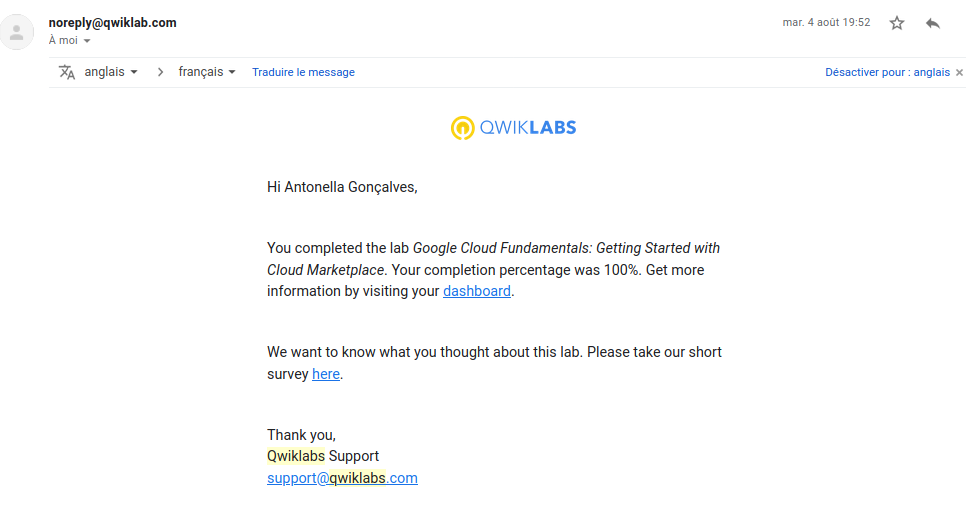 noreply@qwiklab.com
mar. 4 août 19:52
À moi
anglais > français Traduire le message
Désactiver pour : anglais ×
QWIKLABS
Hi Antonella Gonçalves,
You completed the lab Google Cloud Fundamentals: Getting Started with
Cloud Marketplace. Your completion percentage was 100%. Get more
information by visiting your dashboard.
We want to know what you thought about this lab. Please take our short
survey here.
Thank you,
Qwiklabs Support
support@qwiklabs.com